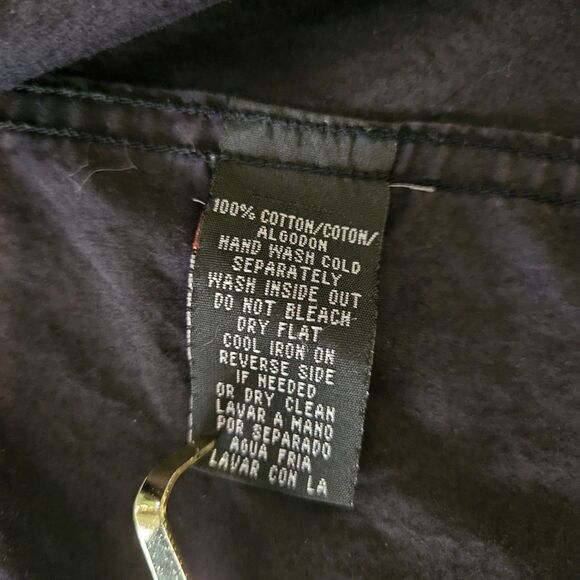 100% COTTON/COTON/
ALGODON
HAND WASH COLD
SEPARATELY
WASH INSIDE OUT
DO NOT BLEACH
DRY FLAT
COOL IRON ON
REVERSE SIDE
IF NEEDED
OR DRY CLEAN
LAVAR A MANO
POR SEPARADO
AGUA FRIA
LAVAR CON LA